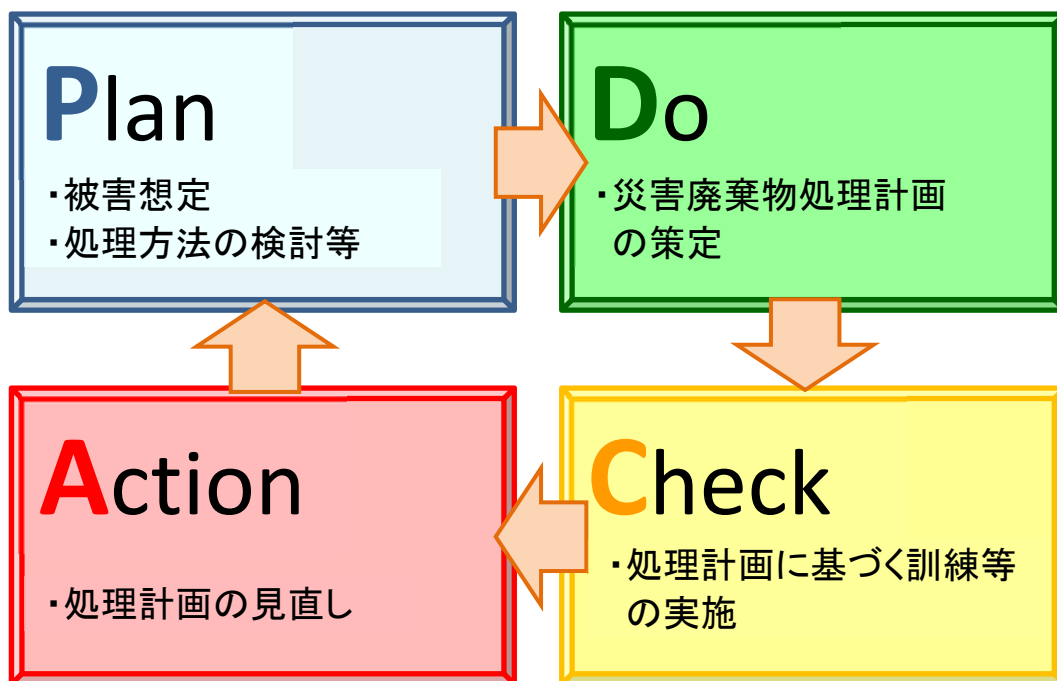 Plan
・被害想定
・処理方法の検討等
Do
・災害廃棄物処理計画
の策定
Check
・処理計画に基づく訓練等
の実施
Action
・処理計画の見直し